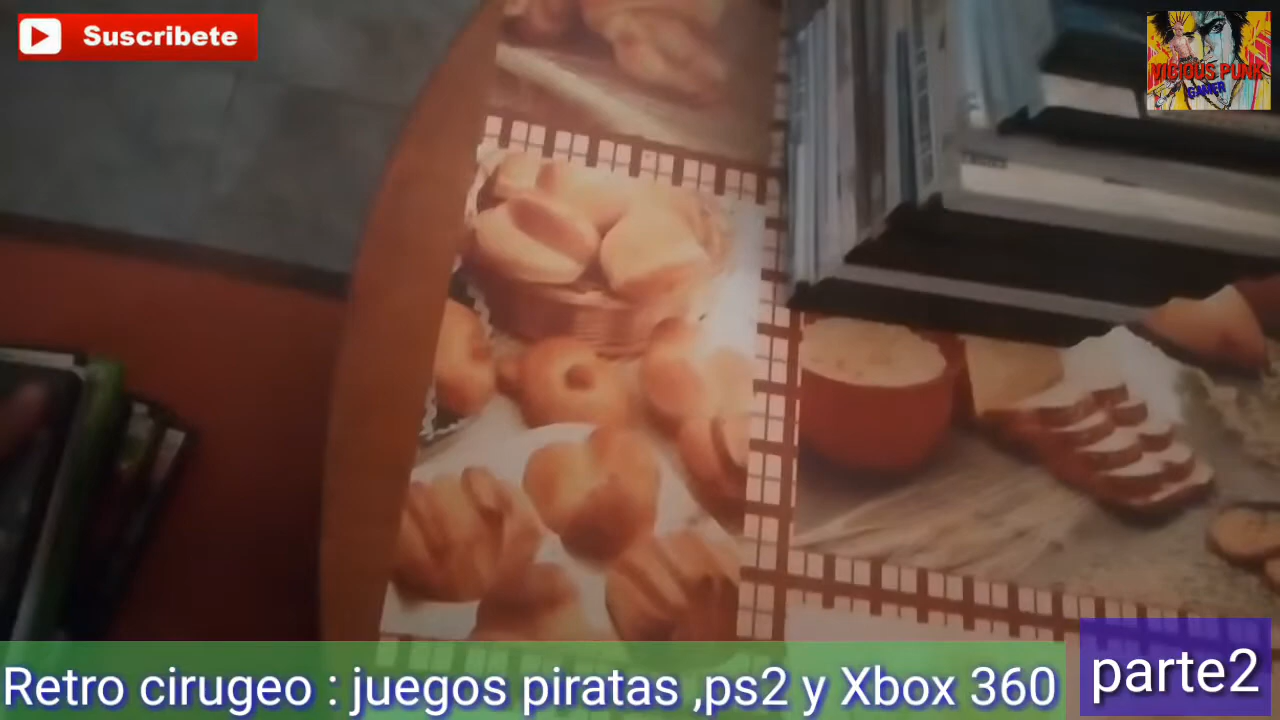 Suscribete
VICIOUS PUNK
GAMER
Retro cirugeo : juegos piratas ,ps2 y Xbox 360
parte2